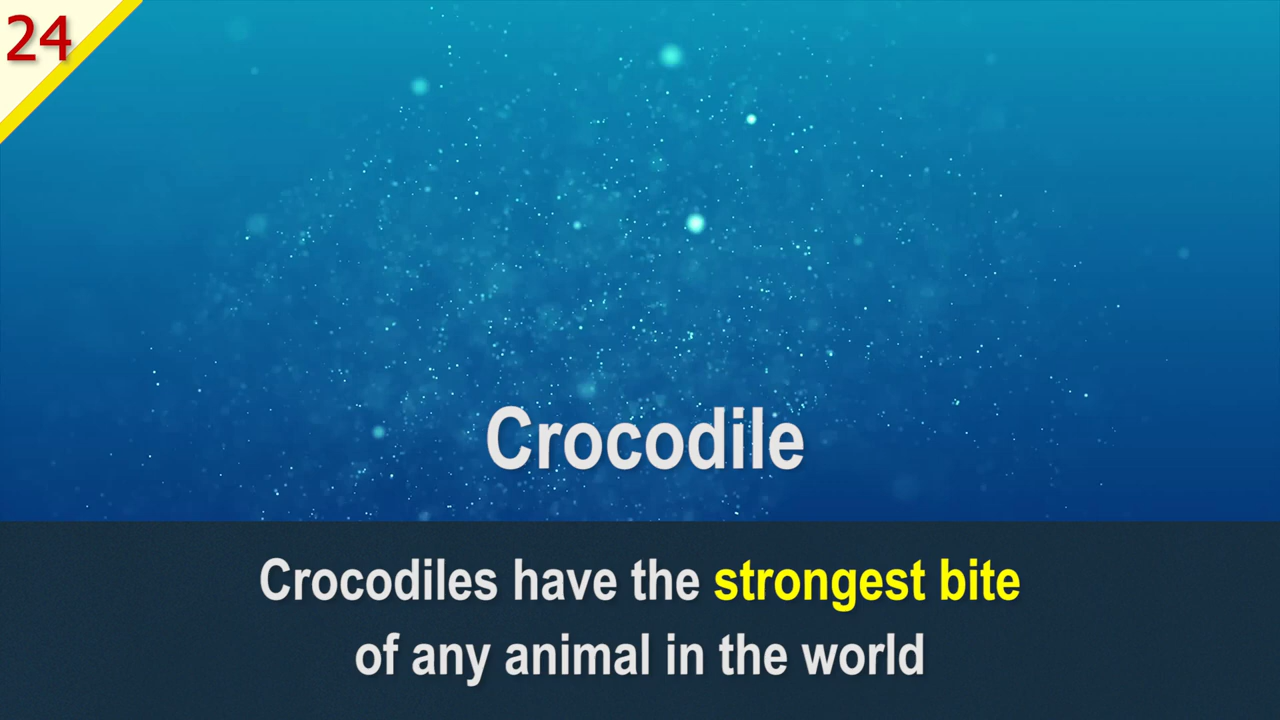 24
Crocodile
Crocodiles have the strongest bite
of any animal in the world